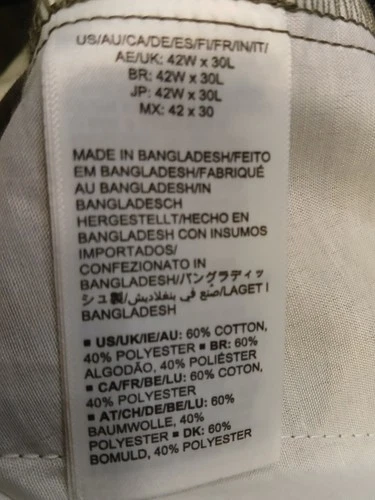 US/AU/CA/DE/ES/FI/FR/IN/IT/
AE/UK: 42W x 30L
BR: 42W x 30L
JP: 42W x 30L
MX: 42 x 30
MADE IN BANGLADESH/FEITO
EM BANGLADESH/FABRIQUÉ
AU BANGLADESH/IN
BANGLADESCH
HERGESTELLT/HECHO EN
BANGLADESH CON INSUMOS
IMPORTADOS/
CONFEZIONATO IN
BANGLADESH//バングラディッ
シュ製/صنع في بنغلاديش/LAGET I
BANGLADESH
▪ US/UK/IE/AU: 60% COTTON,
40% POLYESTER ▪ BR: 60%
ALGODÃO, 40% POLIÉSTER
▪ CA/FR/BE/LU: 60% COTON,
40% POLYESTER
▪ AT/CH/DE/BE/LU: 60%
BAUMWOLLE, 40%
POLYESTER ▪ DK: 60%
BOMULD, 40% POLYESTER